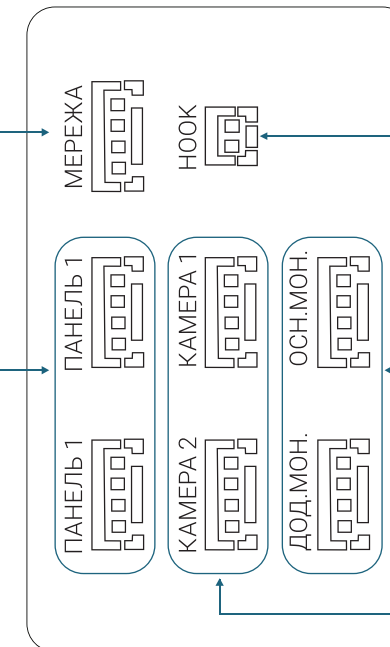 МЕРЕЖА
HOOK
ПАНЕЛЬ 1
КАМЕРА 1
ОСН.МОН.
ПАНЕЛЬ 1
КАМЕРА 2
ДОД.МОН.